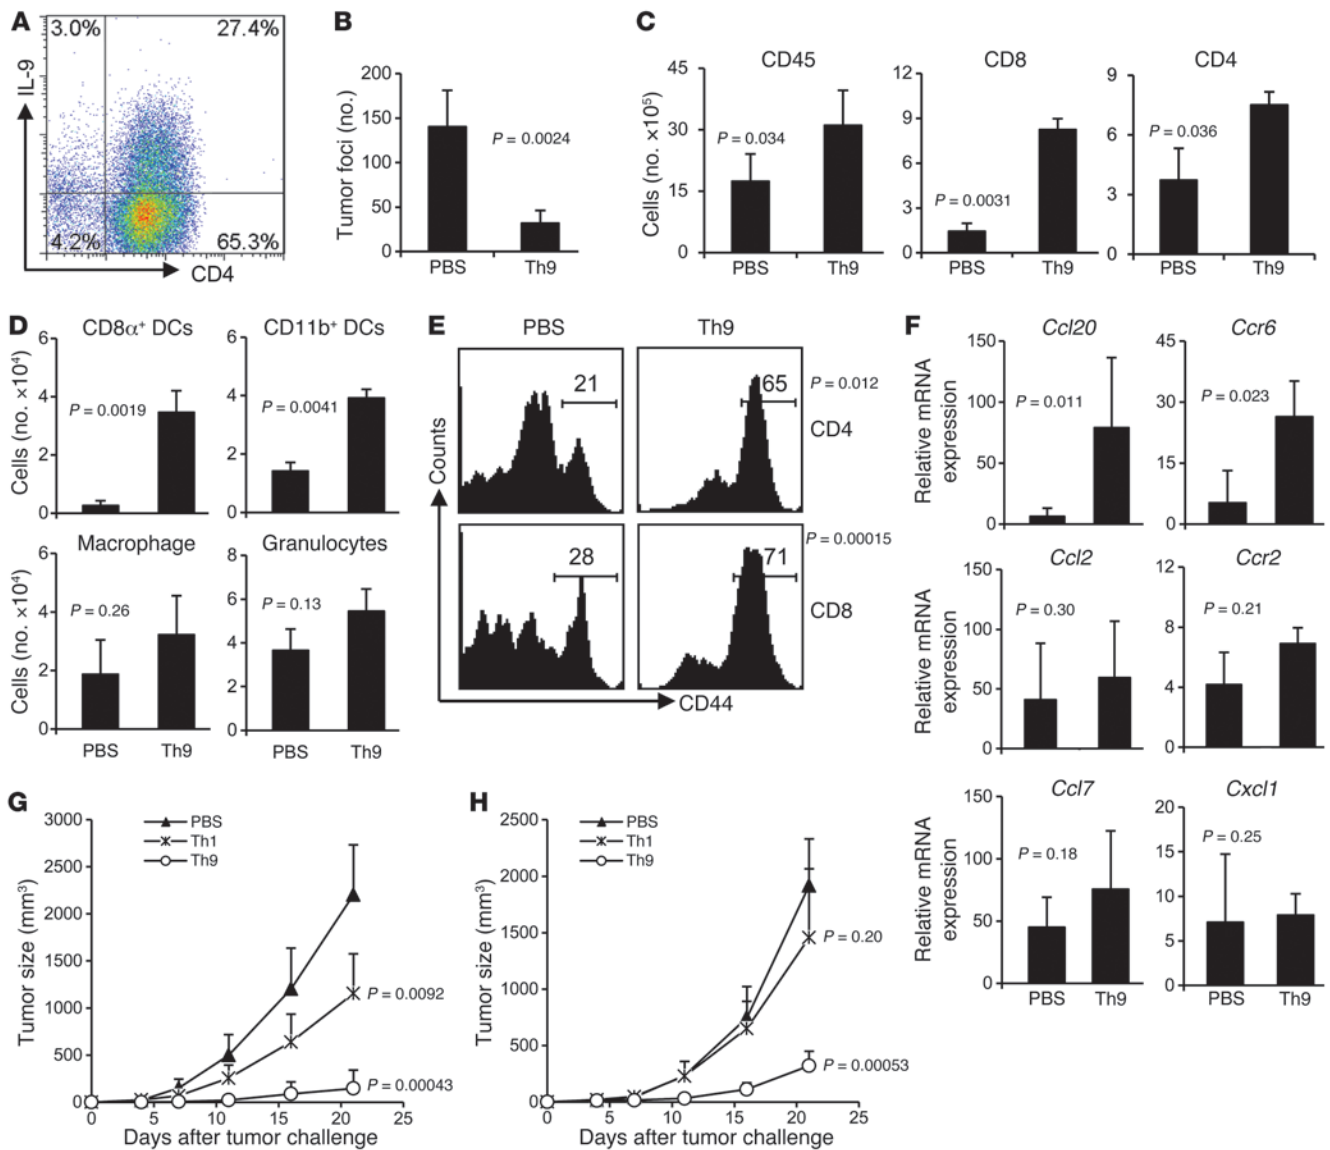 A
3.0%
27.4%
IL-9
4.2%
65.3%
CD4
B
Tumor foci (no.)
200
150
100
50
0
P = 0.0024
PBS
Th9
C
Cells (no. ×10⁵)
CD45
45
30
15
0
P = 0.034
PBS
Th9
CD8
12
9
6
3
0
P = 0.0031
PBS
Th9
CD4
9
6
3
0
P = 0.036
PBS
Th9
D
CD8α⁺ DCs
Cells (no. ×10⁴)
6
4
2
0
P = 0.0019
CD11b⁺ DCs
6
4
2
0
P = 0.0041
Macrophage
Cells (no. ×10⁴)
6
4
2
0
P = 0.26
PBS
Th9
Granulocytes
8
6
4
2
0
P = 0.13
PBS
Th9
E
PBS
Th9
Counts
21
65
P = 0.012
CD4
28
71
P = 0.00015
CD8
CD44
F
Ccl20
Relative mRNA
expression
150
100
50
0
P = 0.011
Ccr6
45
30
15
0
P = 0.023
Ccl2
Relative mRNA
expression
150
100
50
0
P = 0.30
Ccr2
12
8
4
0
P = 0.21
Ccl7
Relative mRNA
expression
150
100
50
0
P = 0.18
PBS
Th9
Cxcl1
20
15
10
5
0
P = 0.25
PBS
Th9
G
Tumor size (mm³)
3000
2500
2000
1500
1000
500
0
PBS
Th1
Th9
P = 0.0092
P = 0.00043
0 5 10 15 20 25
Days after tumor challenge
H
Tumor size (mm³)
2500
2000
1500
1000
500
0
PBS
Th1
Th9
P = 0.20
P = 0.00053
0 5 10 15 20 25
Days after tumor challenge